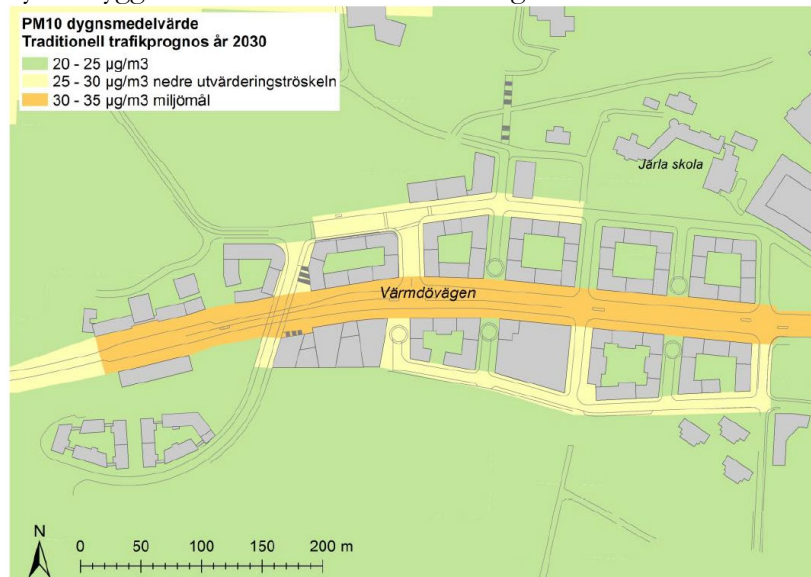 PM10 dygnsmedelvärde
Traditionell trafikprognos år 2030
20 - 25 µg/m3
25 - 30 µg/m3 nedre utvärderingströskeln
30 - 35 µg/m3 miljömål
Järla skola
Värmdövägen
N
0 50 100 150 200 m